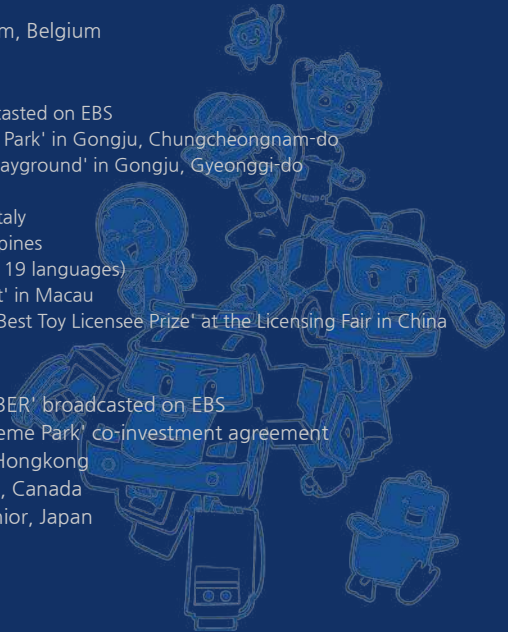 m, Belgium
casted on EBS
Park' in Gongju, Chungcheongnam-do
ayground' in Gongju, Gyeonggi-do
taly
pines
19 languages)
t' in Macau
Best Toy Licensee Prize' at the Licensing Fair in China
BER' broadcasted on EBS
eme Park' co-investment agreement
Hongkong
, Canada
nior, Japan